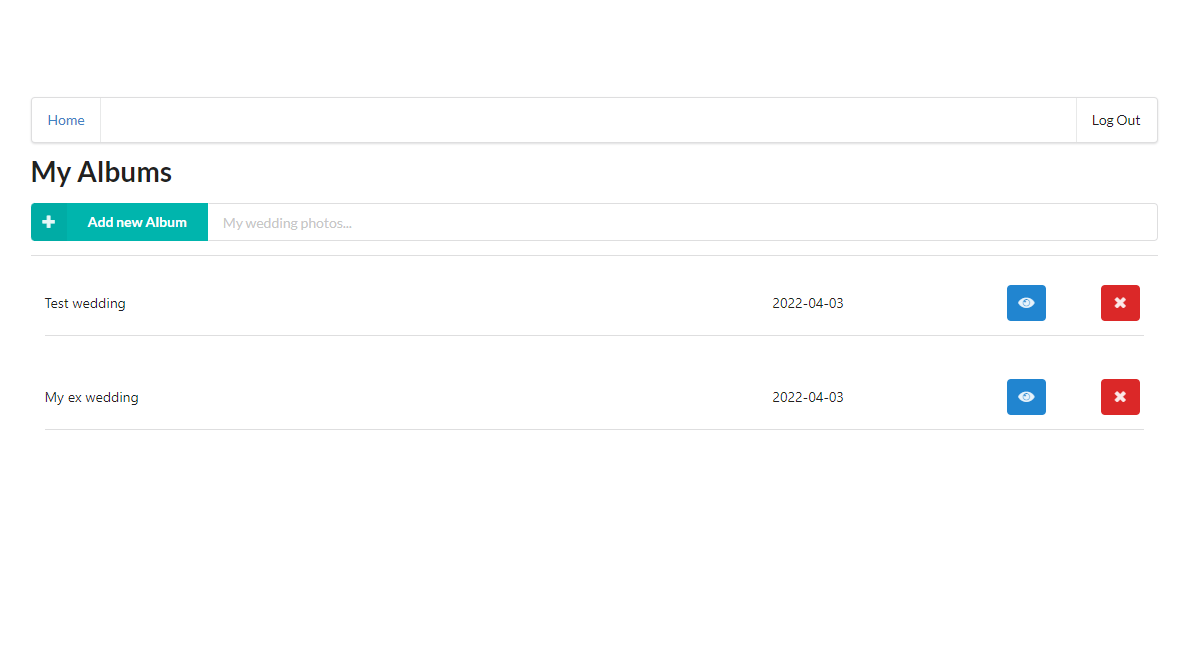 Home Log Out
My Albums
Add new Album My wedding photos...
Test wedding 2022-04-03
My ex wedding 2022-04-03